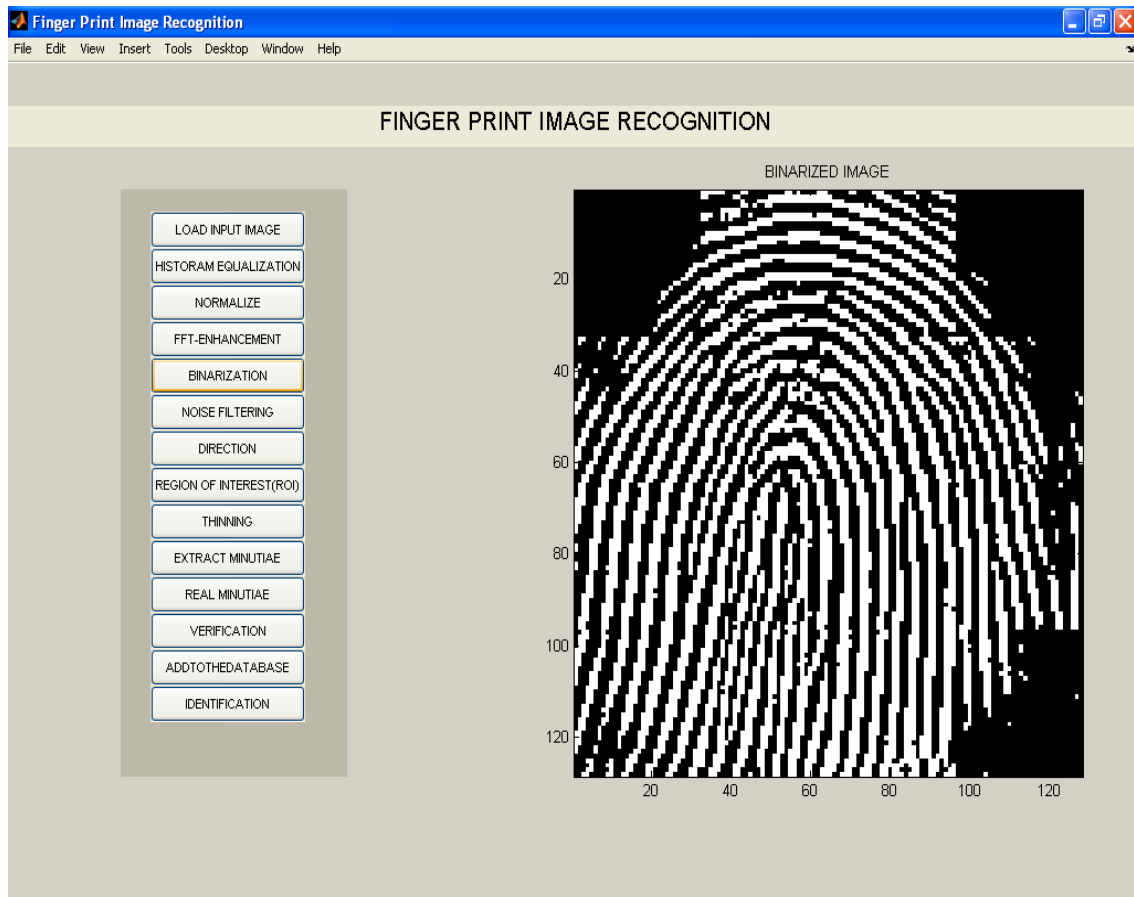 Finger Print Image Recognition
File Edit View Insert Tools Desktop Window Help
FINGER PRINT IMAGE RECOGNITION
LOAD INPUT IMAGE
HISTORAM EQUALIZATION
NORMALIZE
FFT-ENHANCEMENT
BINARIZATION
NOISE FILTERING
DIRECTION
REGION OF INTEREST(ROI)
THINNING
EXTRACT MINUTIAE
REAL MINUTIAE
VERIFICATION
ADDTOTHEDATABASE
IDENTIFICATION
BINARIZED IMAGE
20
40
60
80
100
120
20 40 60 80 100 120